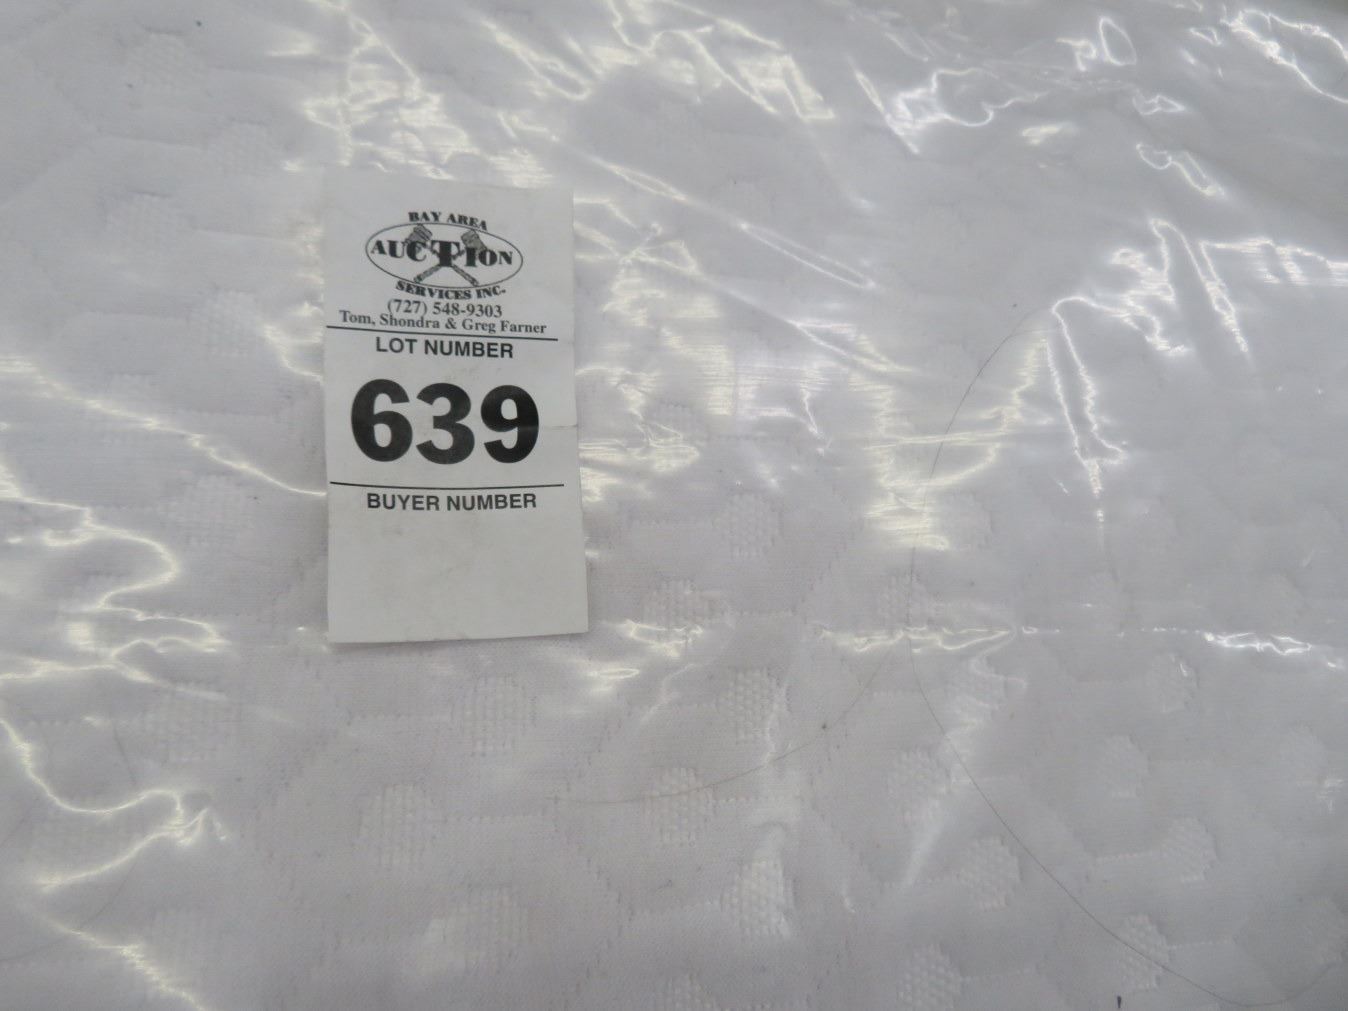 BAY AREA
AUCTION
SERVICES INC.
(727) 548-9303
Tom, Shondra & Greg Farner
LOT NUMBER
639
BUYER NUMBER